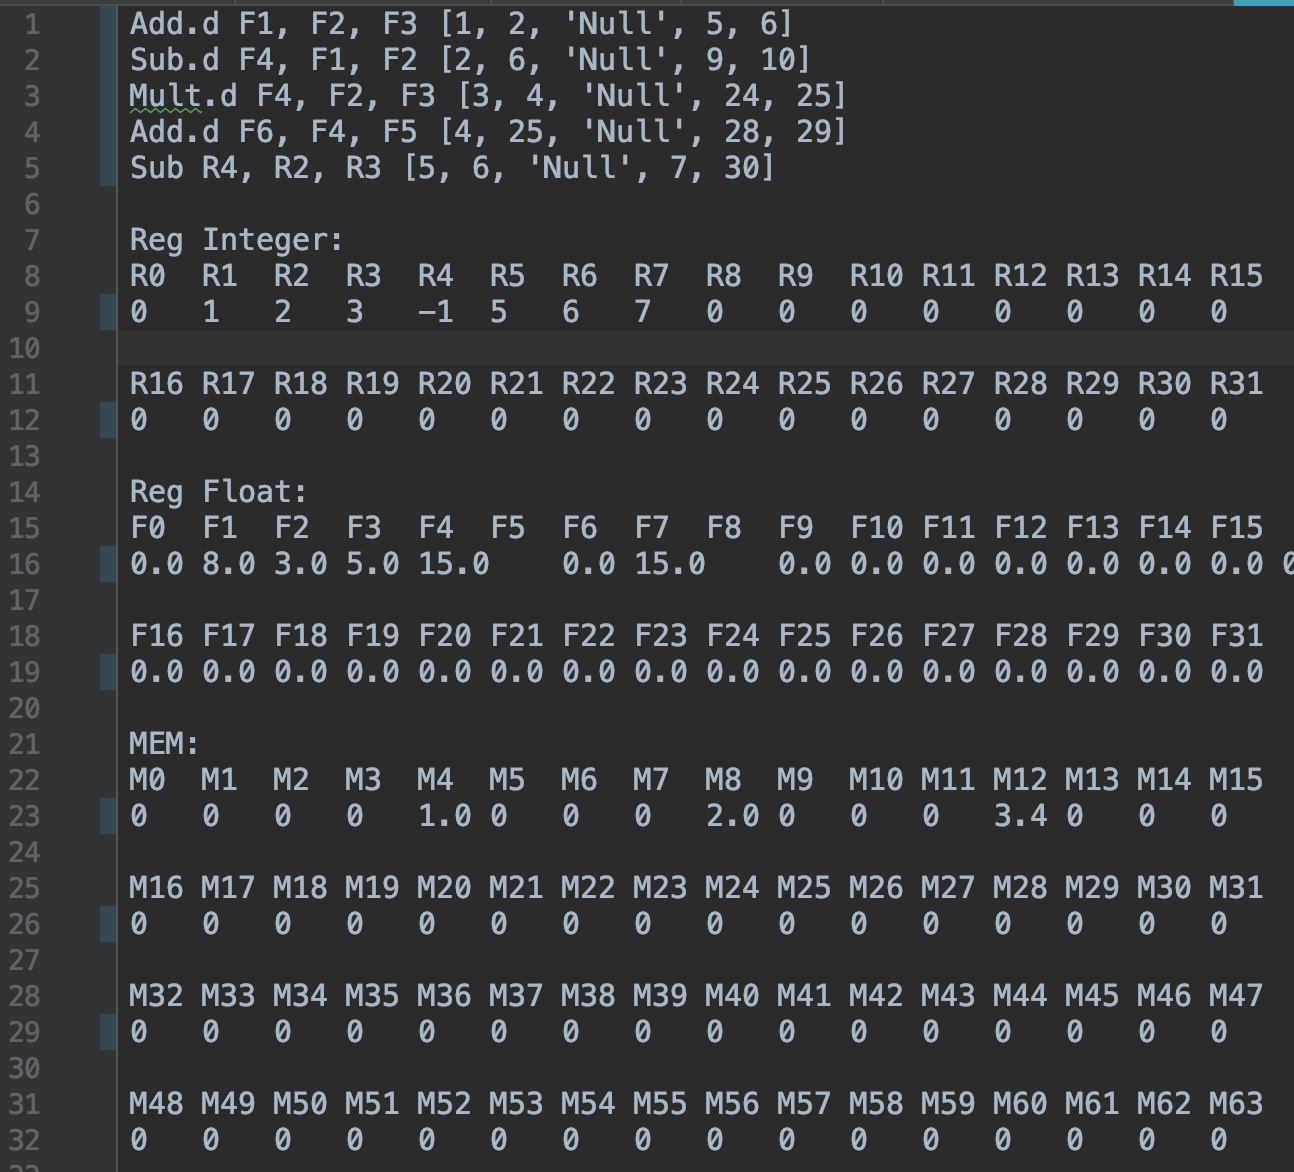 1 Add.d F1, F2, F3 [1, 2, 'Null', 5, 6]
2 Sub.d F4, F1, F2 [2, 6, 'Null', 9, 10]
3 Mult.d F4, F2, F3 [3, 4, 'Null', 24, 25]
4 Add.d F6, F4, F5 [4, 25, 'Null', 28, 29]
5 Sub R4, R2, R3 [5, 6, 'Null', 7, 30]
6
7 Reg Integer:
8 R0 R1 R2 R3 R4 R5 R6 R7 R8 R9 R10 R11 R12 R13 R14 R15
9 0 1 2 3 -1 5 6 7 0 0 0 0 0 0 0 0
10
11 R16 R17 R18 R19 R20 R21 R22 R23 R24 R25 R26 R27 R28 R29 R30 R31
12 0 0 0 0 0 0 0 0 0 0 0 0 0 0 0 0
13
14 Reg Float:
15 F0 F1 F2 F3 F4 F5 F6 F7 F8 F9 F10 F11 F12 F13 F14 F15
16 0.0 8.0 3.0 5.0 15.0 0.0 15.0 0.0 0.0 0.0 0.0 0.0 0.0 0.0
17
18 F16 F17 F18 F19 F20 F21 F22 F23 F24 F25 F26 F27 F28 F29 F30 F31
19 0.0 0.0 0.0 0.0 0.0 0.0 0.0 0.0 0.0 0.0 0.0 0.0 0.0 0.0 0.0 0.0
20
21 MEM:
22 M0 M1 M2 M3 M4 M5 M6 M7 M8 M9 M10 M11 M12 M13 M14 M15
23 0 0 0 0 1.0 0 0 0 2.0 0 0 0 3.4 0 0 0
24
25 M16 M17 M18 M19 M20 M21 M22 M23 M24 M25 M26 M27 M28 M29 M30 M31
26 0 0 0 0 0 0 0 0 0 0 0 0 0 0 0 0
27
28 M32 M33 M34 M35 M36 M37 M38 M39 M40 M41 M42 M43 M44 M45 M46 M47
29 0 0 0 0 0 0 0 0 0 0 0 0 0 0 0 0
30
31 M48 M49 M50 M51 M52 M53 M54 M55 M56 M57 M58 M59 M60 M61 M62 M63
32 0 0 0 0 0 0 0 0 0 0 0 0 0 0 0 0